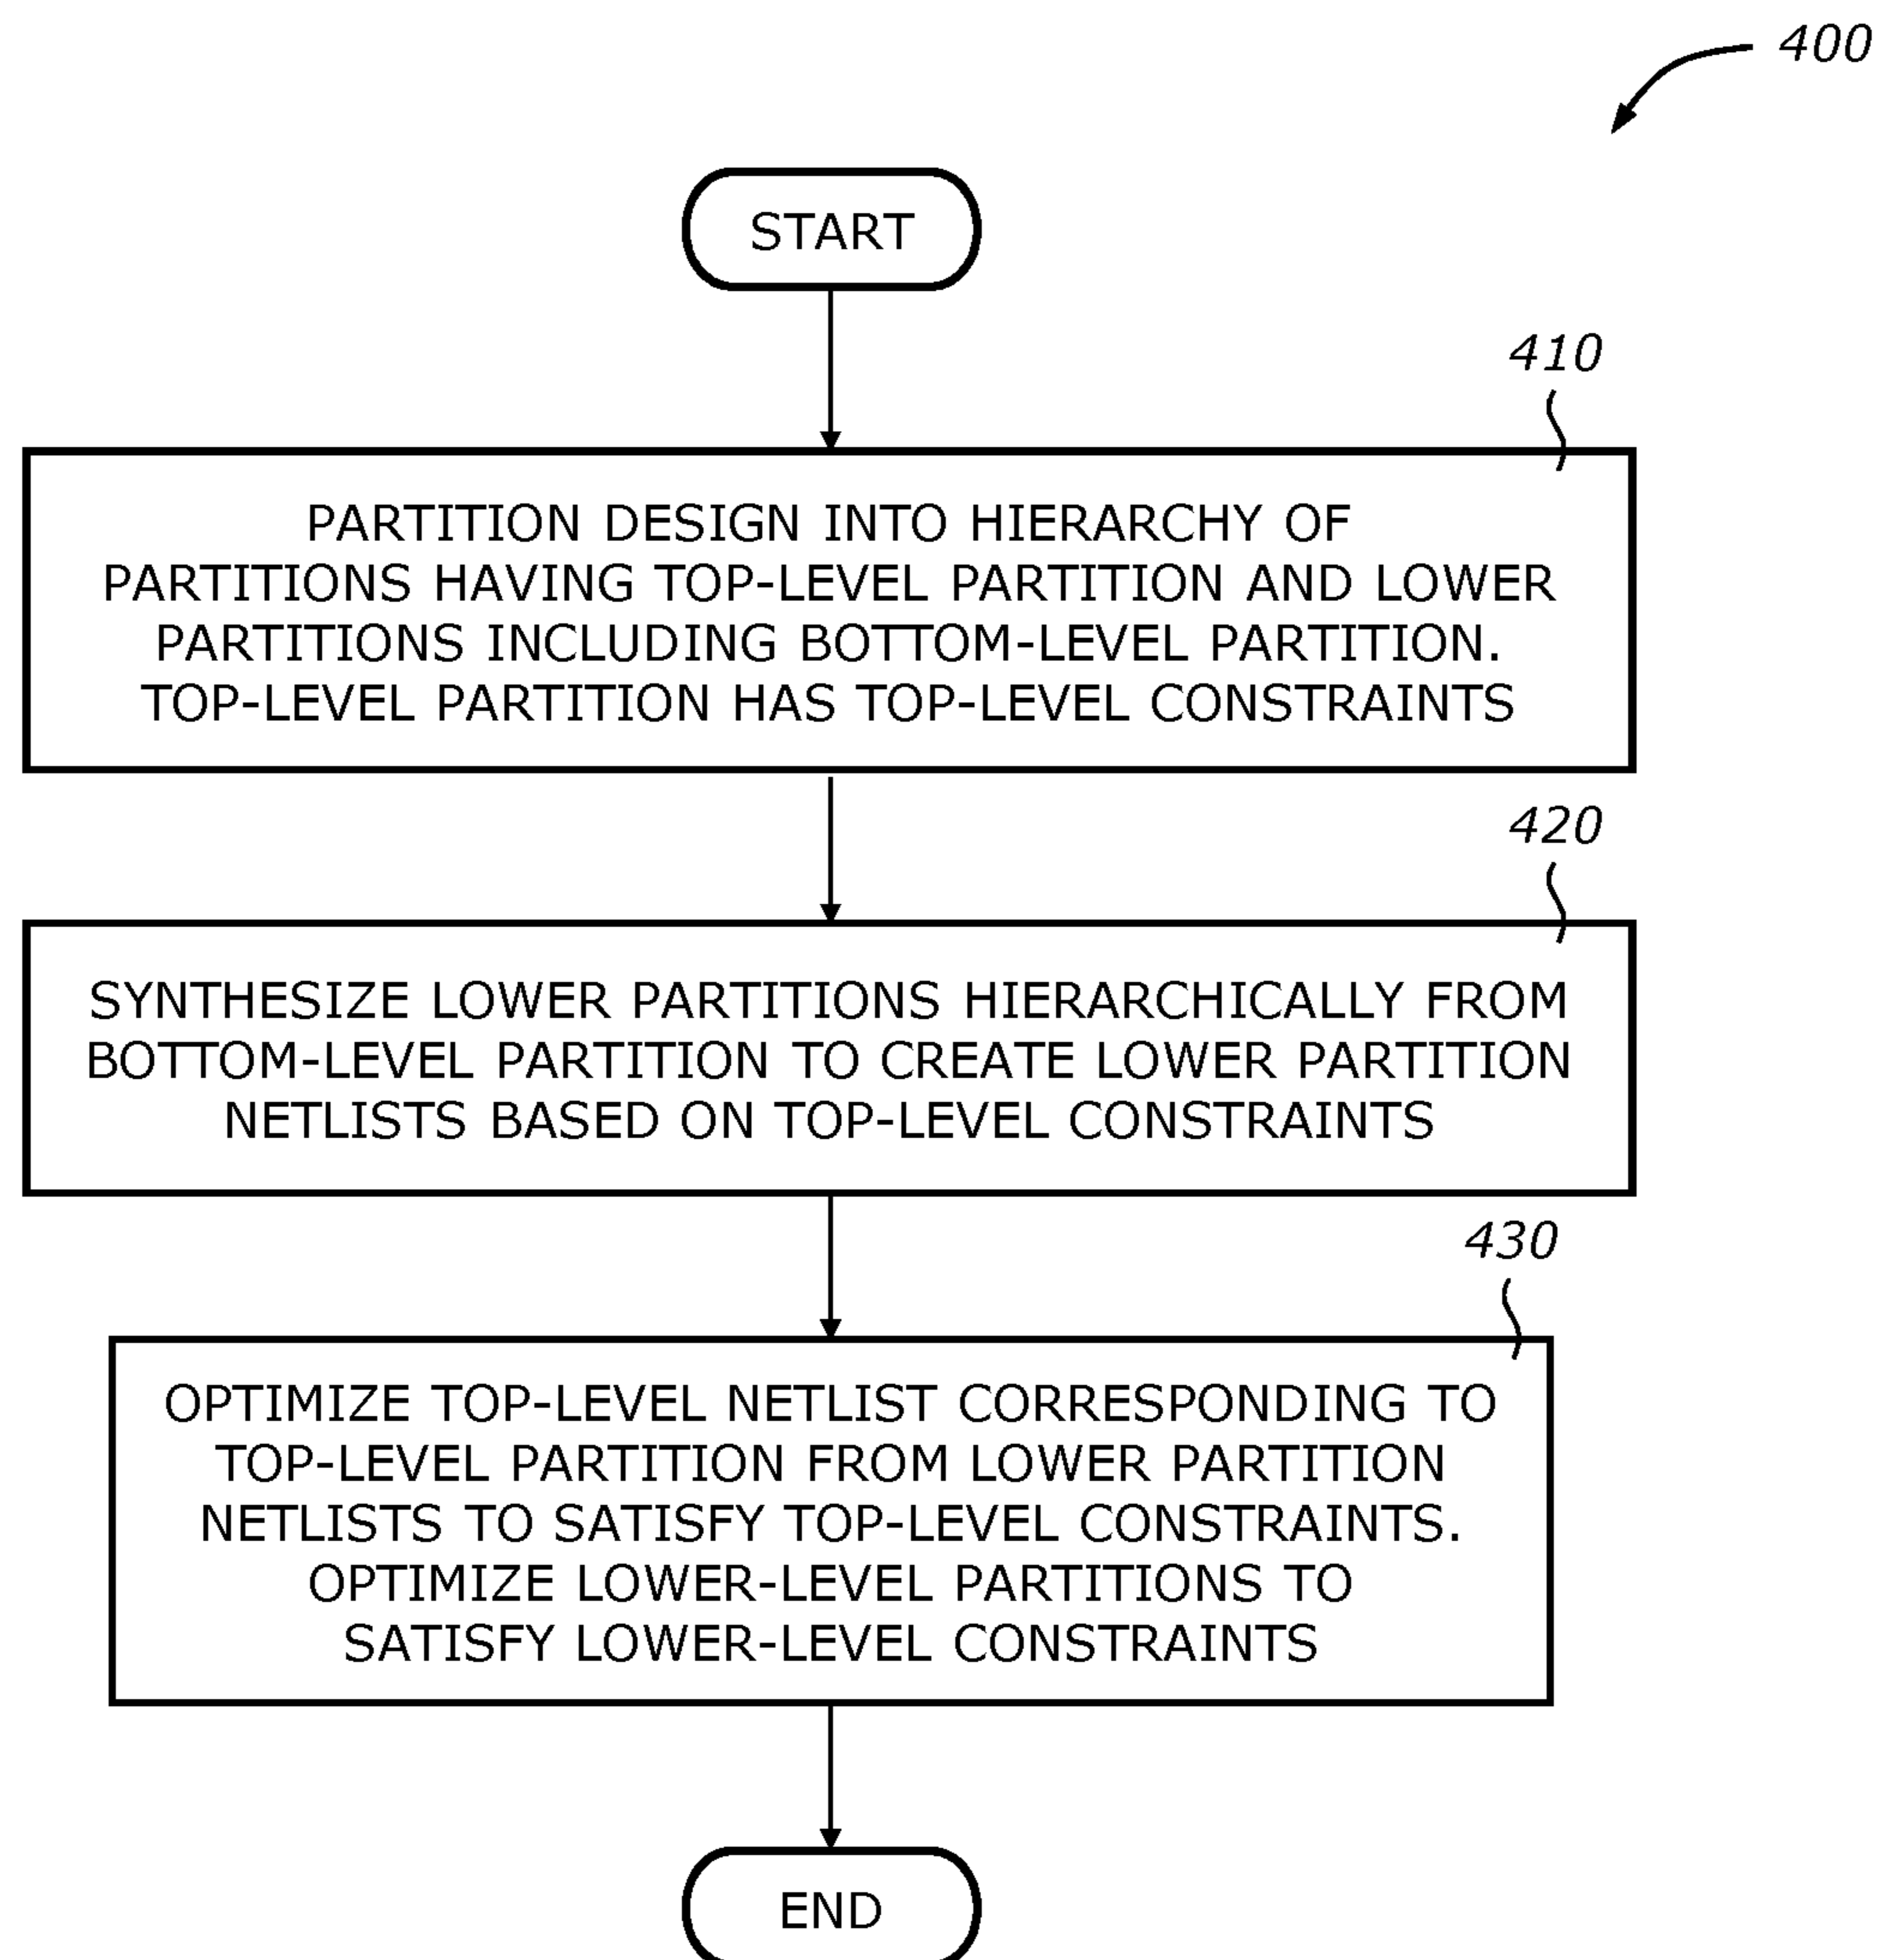 400
START
410
PARTITION DESIGN INTO HIERARCHY OF
PARTITIONS HAVING TOP-LEVEL PARTITION AND LOWER
PARTITIONS INCLUDING BOTTOM-LEVEL PARTITION.
TOP-LEVEL PARTITION HAS TOP-LEVEL CONSTRAINTS
420
SYNTHESIZE LOWER PARTITIONS HIERARCHICALLY FROM
BOTTOM-LEVEL PARTITION TO CREATE LOWER PARTITION
NETLISTS BASED ON TOP-LEVEL CONSTRAINTS
430
OPTIMIZE TOP-LEVEL NETLIST CORRESPONDING TO
TOP-LEVEL PARTITION FROM LOWER PARTITION
NETLISTS TO SATISFY TOP-LEVEL CONSTRAINTS.
OPTIMIZE LOWER-LEVEL PARTITIONS TO
SATISFY LOWER-LEVEL CONSTRAINTS
END